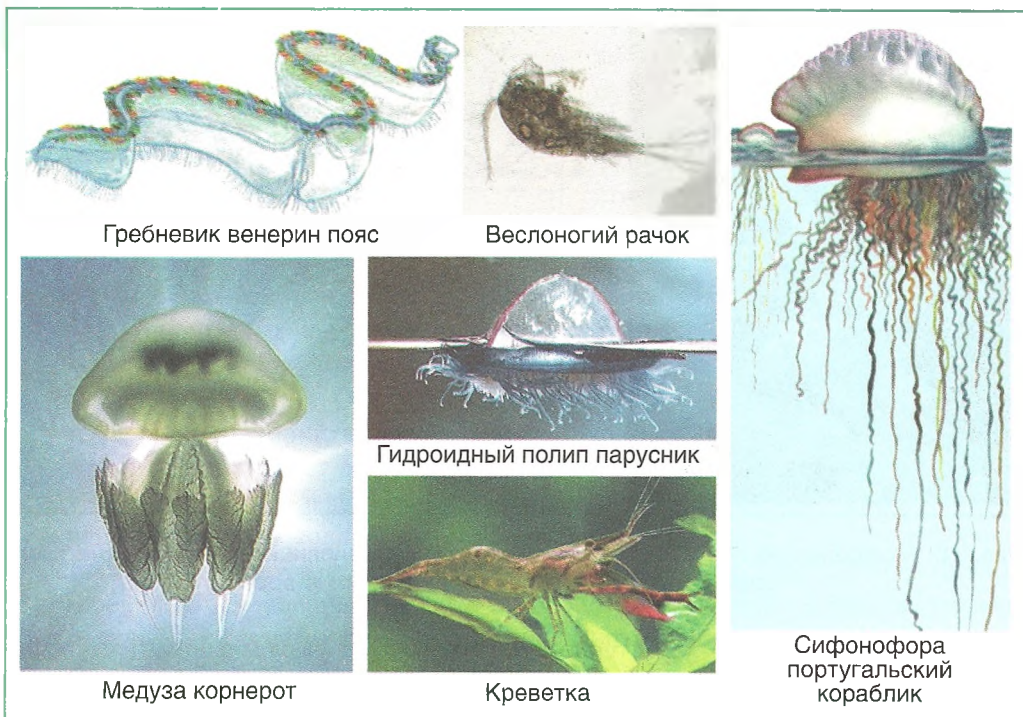 Гребневик венерин пояс
Веслоногий рачок
Гидроидный полип парусник
Медуза корнерот
Креветка
Сифонофора
португальский
кораблик